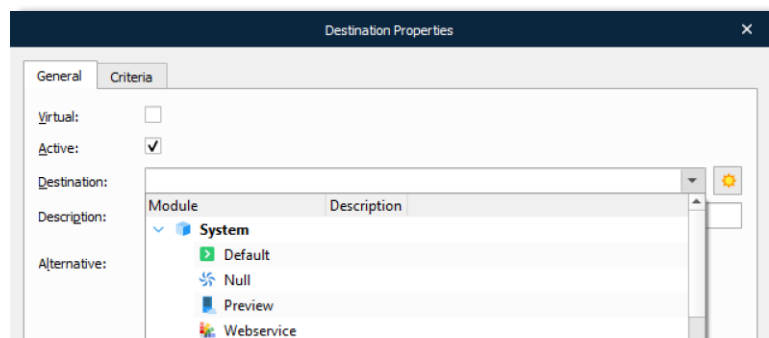 Destination Properties
General Criteria
Virtual:
Active:
Destination:
Module Description
Description:
System
Default
Alternative:
Null
Preview
Webservice